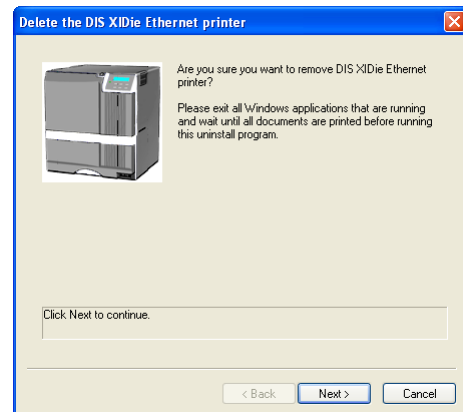 Delete the DIS XIDie Ethernet printer
Are you sure you want to remove DIS XIDie Ethernet
printer?
Please exit all Windows applications that are running
and wait until all documents are printed before running
this uninstall program.
Click Next to continue.
< Back
Next >
Cancel